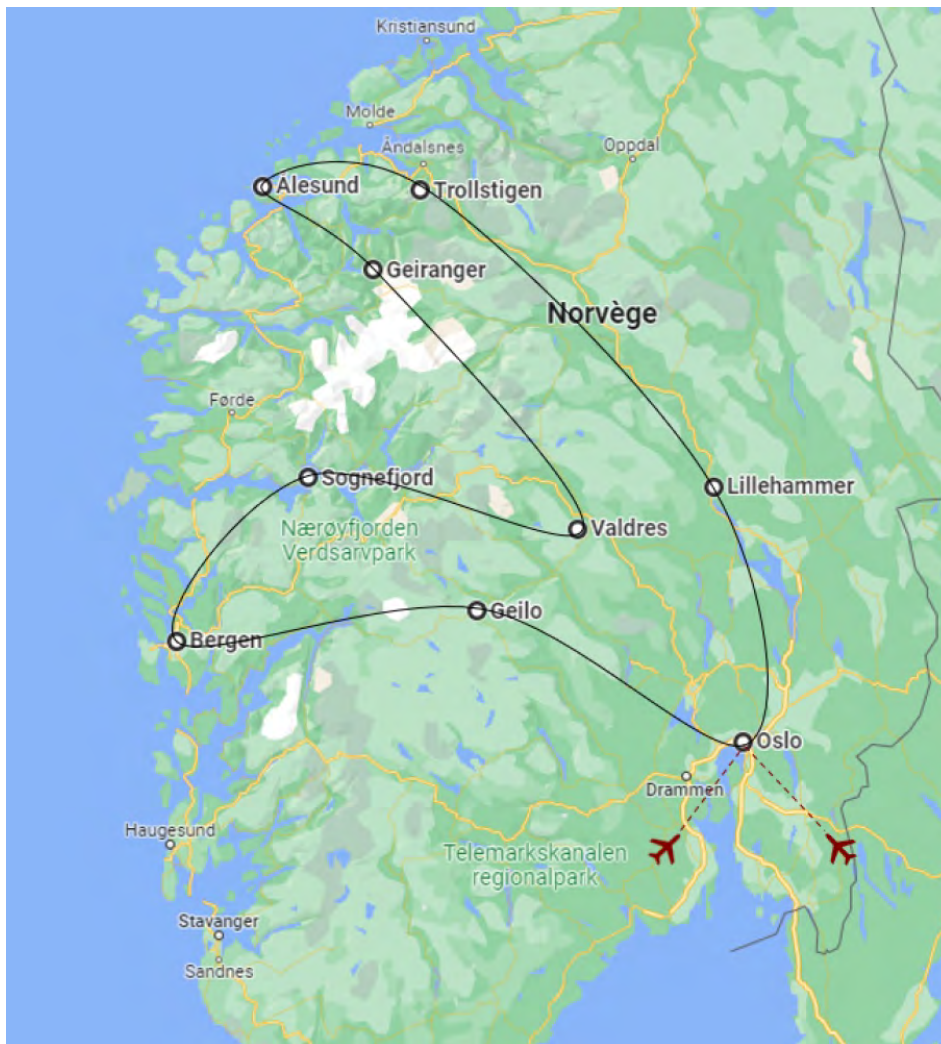 Kristiansund
Molde
Åndalsnes
Oppdal
Alesund
Trollstigen
Geiranger
Norvège
Førde
Sognefjord
Lillehammer
Nærøyfjorden
Verdsarvpark
Valdres
Geilo
Bergen
Oslo
Drammen
Haugesund
Telemarkskanalen
regionalpark
Stavanger
Sandnes